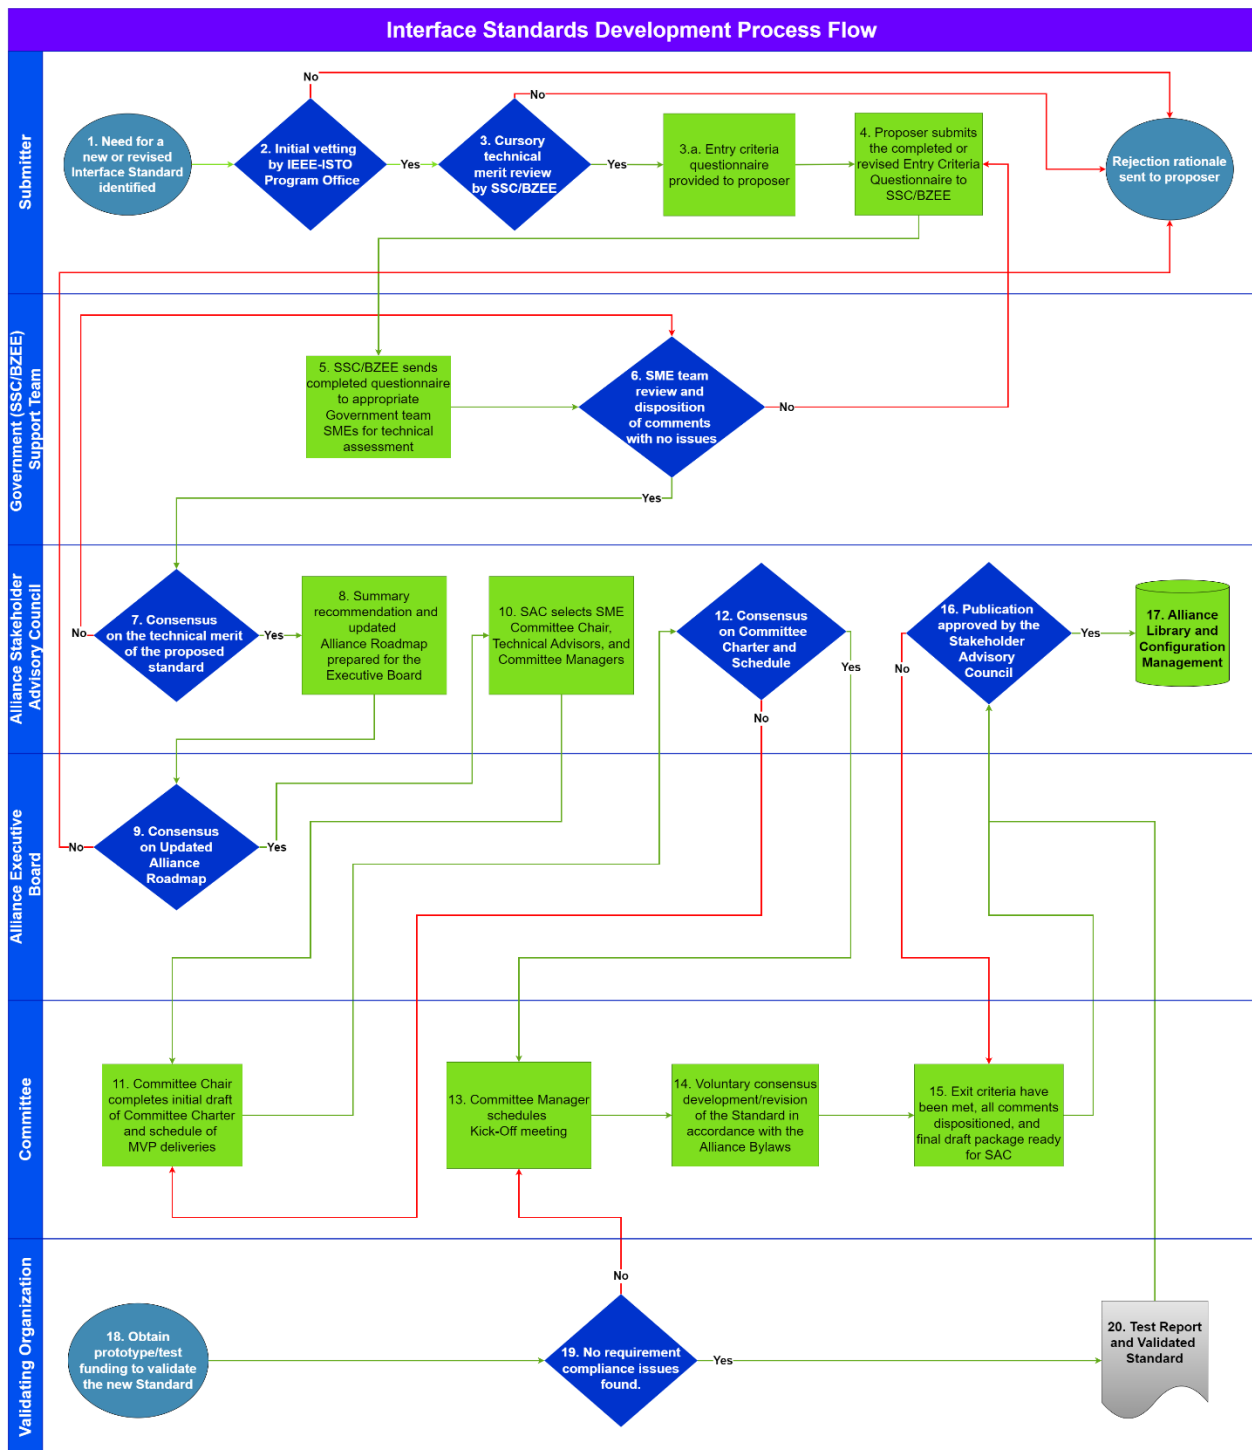 Interface Standards Development Process Flow
Submitter
No
No
1. Need for a
new or revised
Interface Standard
identified
2. Initial vetting
by IEEE-ISTO
Program Office
Yes
3. Cursory
technical
merit review
by SSC/BZEE
Yes
3.a. Entry criteria
questionnaire
provided to proposer
4. Proposer submits
the completed or
revised Entry Criteria
Questionnaire to
SSC/BZEE
Rejection rationale
sent to proposer
Government (SSC/BZEE)
Support Team
5. SSC/BZEE sends
completed questionnaire
to appropriate
Government team
SMEs for technical
assessment
6. SME team
review and
disposition
of comments
with no issues
No
Yes
Alliance Stakeholder
Advisory Council
No
7. Consensus
on the technical merit
of the proposed
standard
Yes
8. Summary
recommendation and
updated
Alliance Roadmap
prepared for the
Executive Board
10. SAC selects SME
Committee Chair,
Technical Advisors, and
Committee Managers
12. Consensus
on Committee
Charter and
Schedule
Yes
No
No
16. Publication
approved by the
Stakeholder
Advisory
Council
Yes
17. Alliance
Library and
Configuration
Management
Alliance Executive
Board
No
9. Consensus
on Updated
Alliance
Roadmap
Yes
Committee
11. Committee Chair
completes initial draft
of Committee Charter
and schedule of
MVP deliveries
13. Committee Manager
schedules
Kick-Off meeting
14. Voluntary consensus
development/revision
of the Standard in
accordance with the
Alliance Bylaws
15. Exit criteria have
been met, all comments
dispositioned, and
final draft package ready
for SAC
Validating Organization
No
18. Obtain
prototype/test
funding to validate
the new Standard
19. No requirement
compliance issues
found.
Yes
20. Test Report
and Validated
Standard